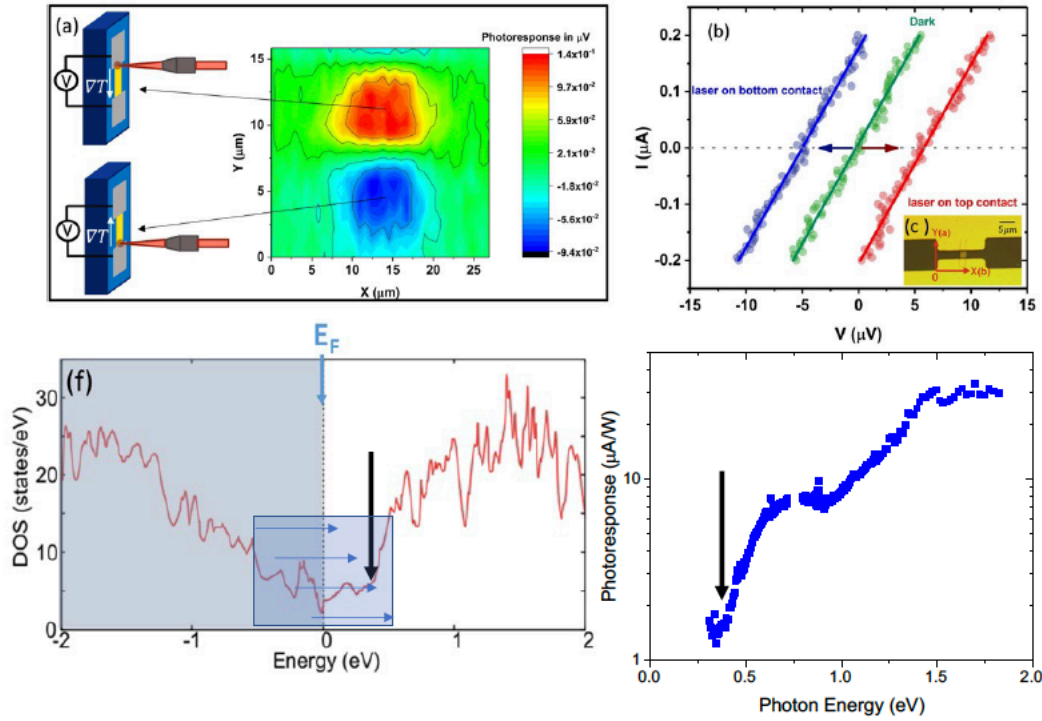 (a)
V
∇T
V
∇T
Photoresponse in μV
1.4x10⁻¹
9.7x10⁻²
5.9x10⁻²
2.1x10⁻²
-1.8x10⁻²
-5.6x10⁻²
-9.4x10⁻²
15
10
5
0
Y (μm)
0 5 10 15 20 25
X (μm)
(b)
Dark
laser on bottom contact
laser on top contact
0.2
0.1
0.0
-0.1
-0.2
I (μA)
(c)
5μm
Y(a)
X(b)
0
-15 -10 -5 0 5 10 15
V (μV)
E_F
(f)
30
20
10
0
DOS (states/eV)
-2 -1 0 1 2
Energy (eV)
10
1
Photoresponse (μA/W)
0.0 0.5 1.0 1.5 2.0
Photon Energy (eV)